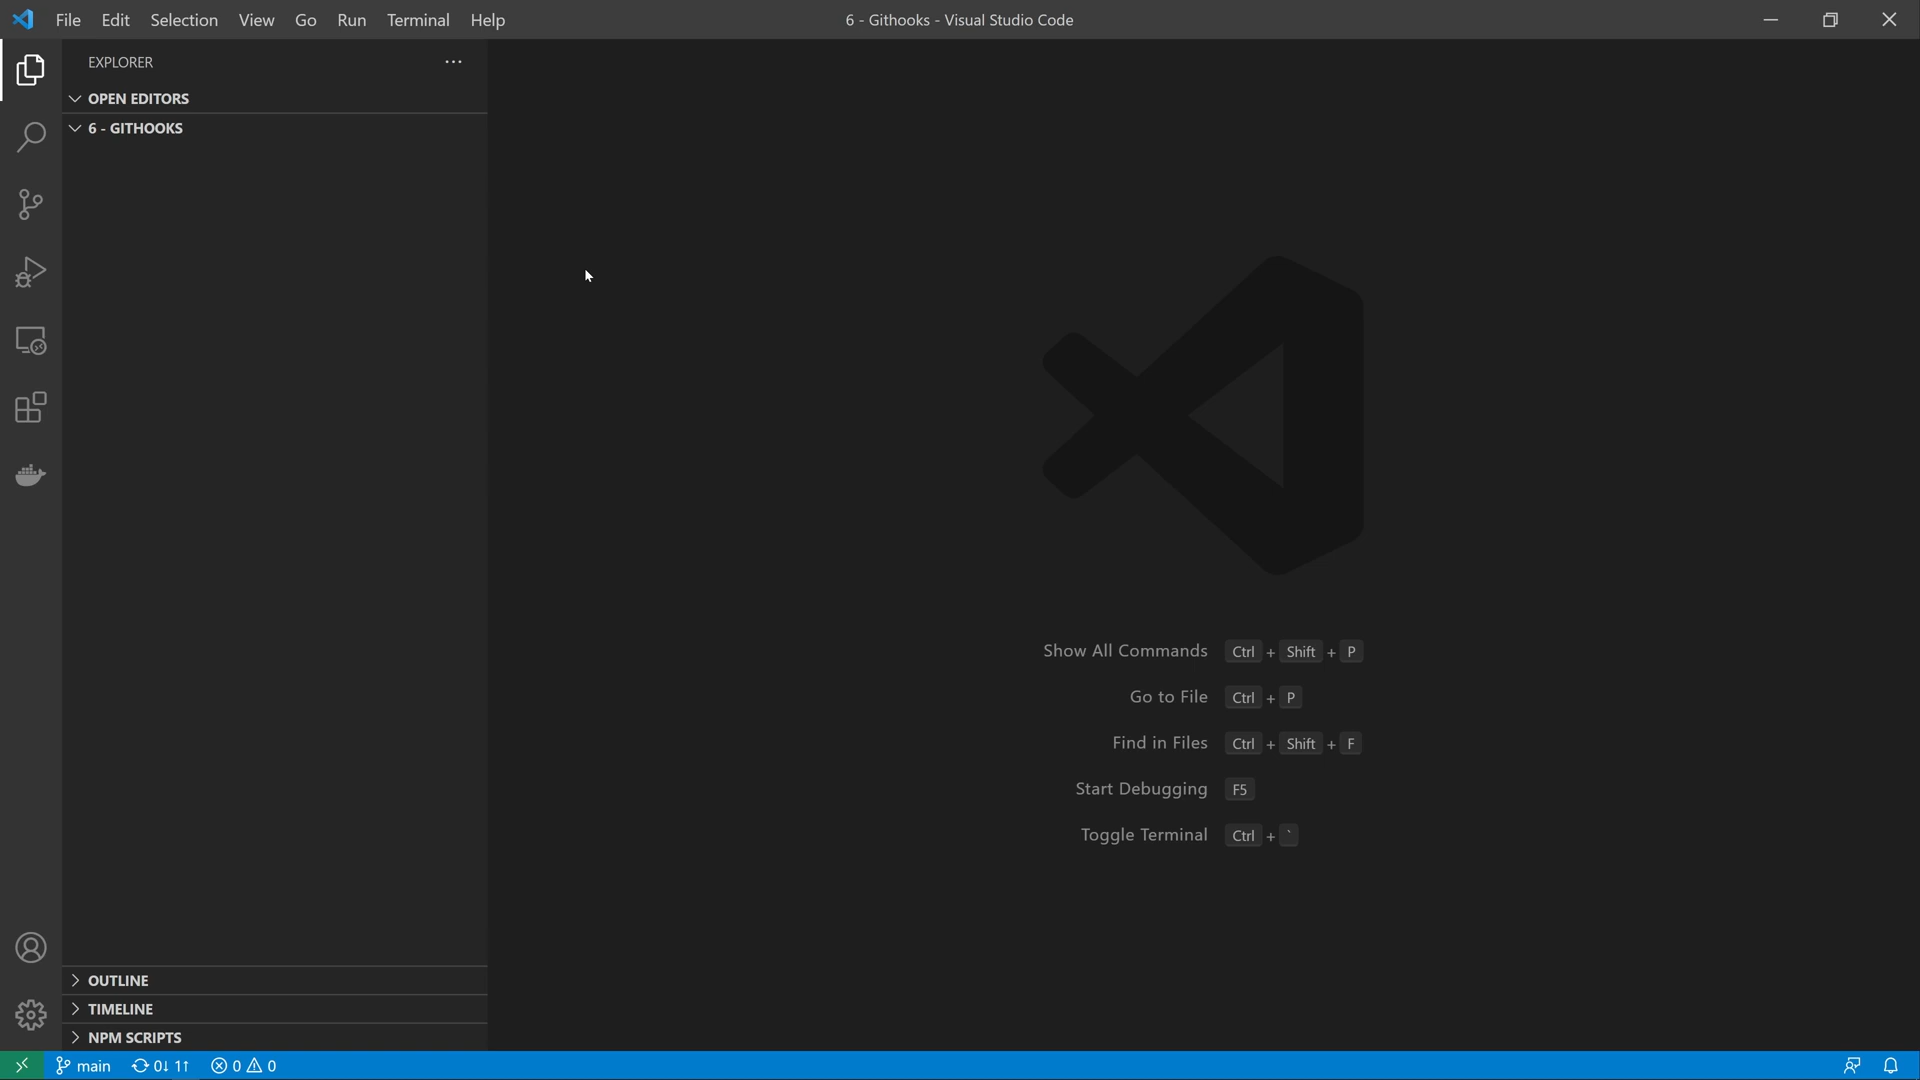 File Edit Selection View Go Run Terminal Help
6 - Githooks - Visual Studio Code
EXPLORER
OPEN EDITORS
6 - GITHOOKS
Show All Commands Ctrl + Shift + P
Go to File Ctrl + P
Find in Files Ctrl + Shift + F
Start Debugging F5
Toggle Terminal Ctrl + `
OUTLINE
TIMELINE
NPM SCRIPTS
main 0↓ 1↑ 0 0